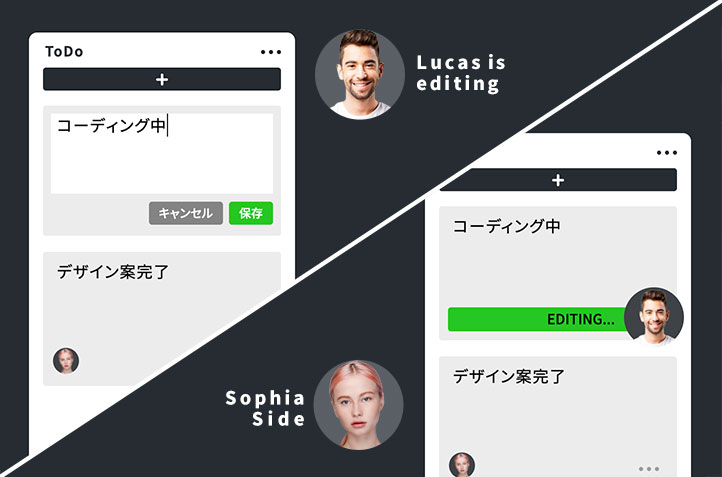 ToDo
+
コーディング中
キャンセル
保存
デザイン案完了
Lucas is
editing
+
コーディング中
EDITING...
デザイン案完了
Sophia
Side